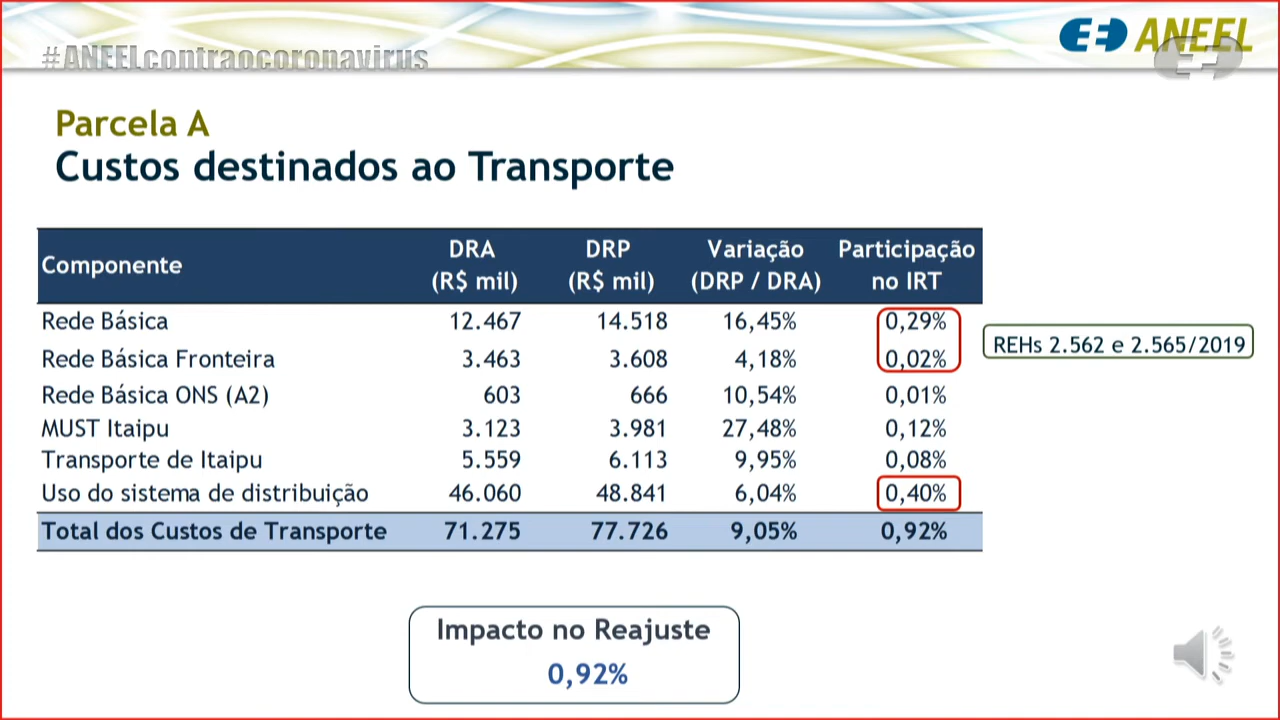 #ANEELcontraocoronavirus
ANEEL
Parcela A
Custos destinados ao Transporte
Componente DRA (R$ mil) DRP (R$ mil) Variação (DRP / DRA) Participação no IRT
Rede Básica 12.467 14.518 16,45% 0,29%
Rede Básica Fronteira 3.463 3.608 4,18% 0,02%
REHs 2.562 e 2.565/2019
Rede Básica ONS (A2) 603 666 10,54% 0,01%
MUST Itaipu 3.123 3.981 27,48% 0,12%
Transporte de Itaipu 5.559 6.113 9,95% 0,08%
Uso do sistema de distribuição 46.060 48.841 6,04% 0,40%
Total dos Custos de Transporte 71.275 77.726 9,05% 0,92%
Impacto no Reajuste
0,92%